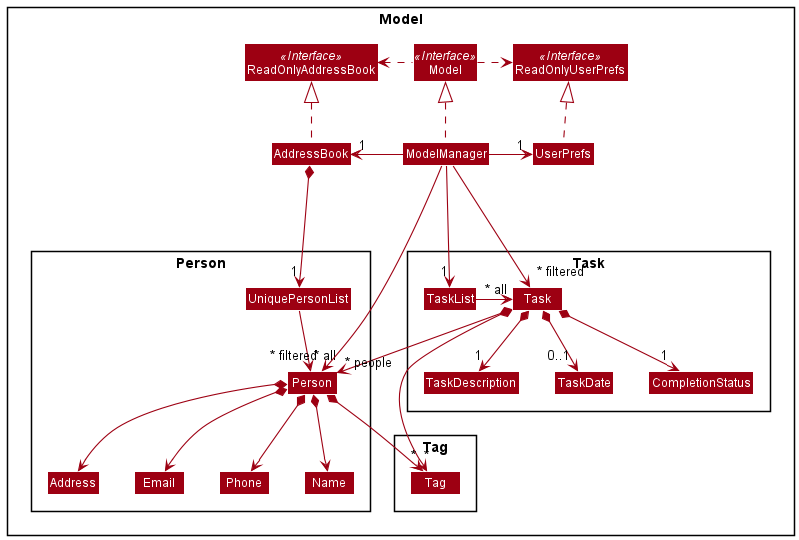 Model
«Interface»
ReadOnlyAddressBook
«Interface»
Model
«Interface»
ReadOnlyUserPrefs
AddressBook
1
ModelManager
1
UserPrefs
Person
Task
1
1
* filtered
UniquePersonList
TaskList
* all
Task
* filtered
* all
* people
1
0..1
1
Person
TaskDescription
TaskDate
CompletionStatus
Tag
*
*
Address
Email
Phone
Name
Tag